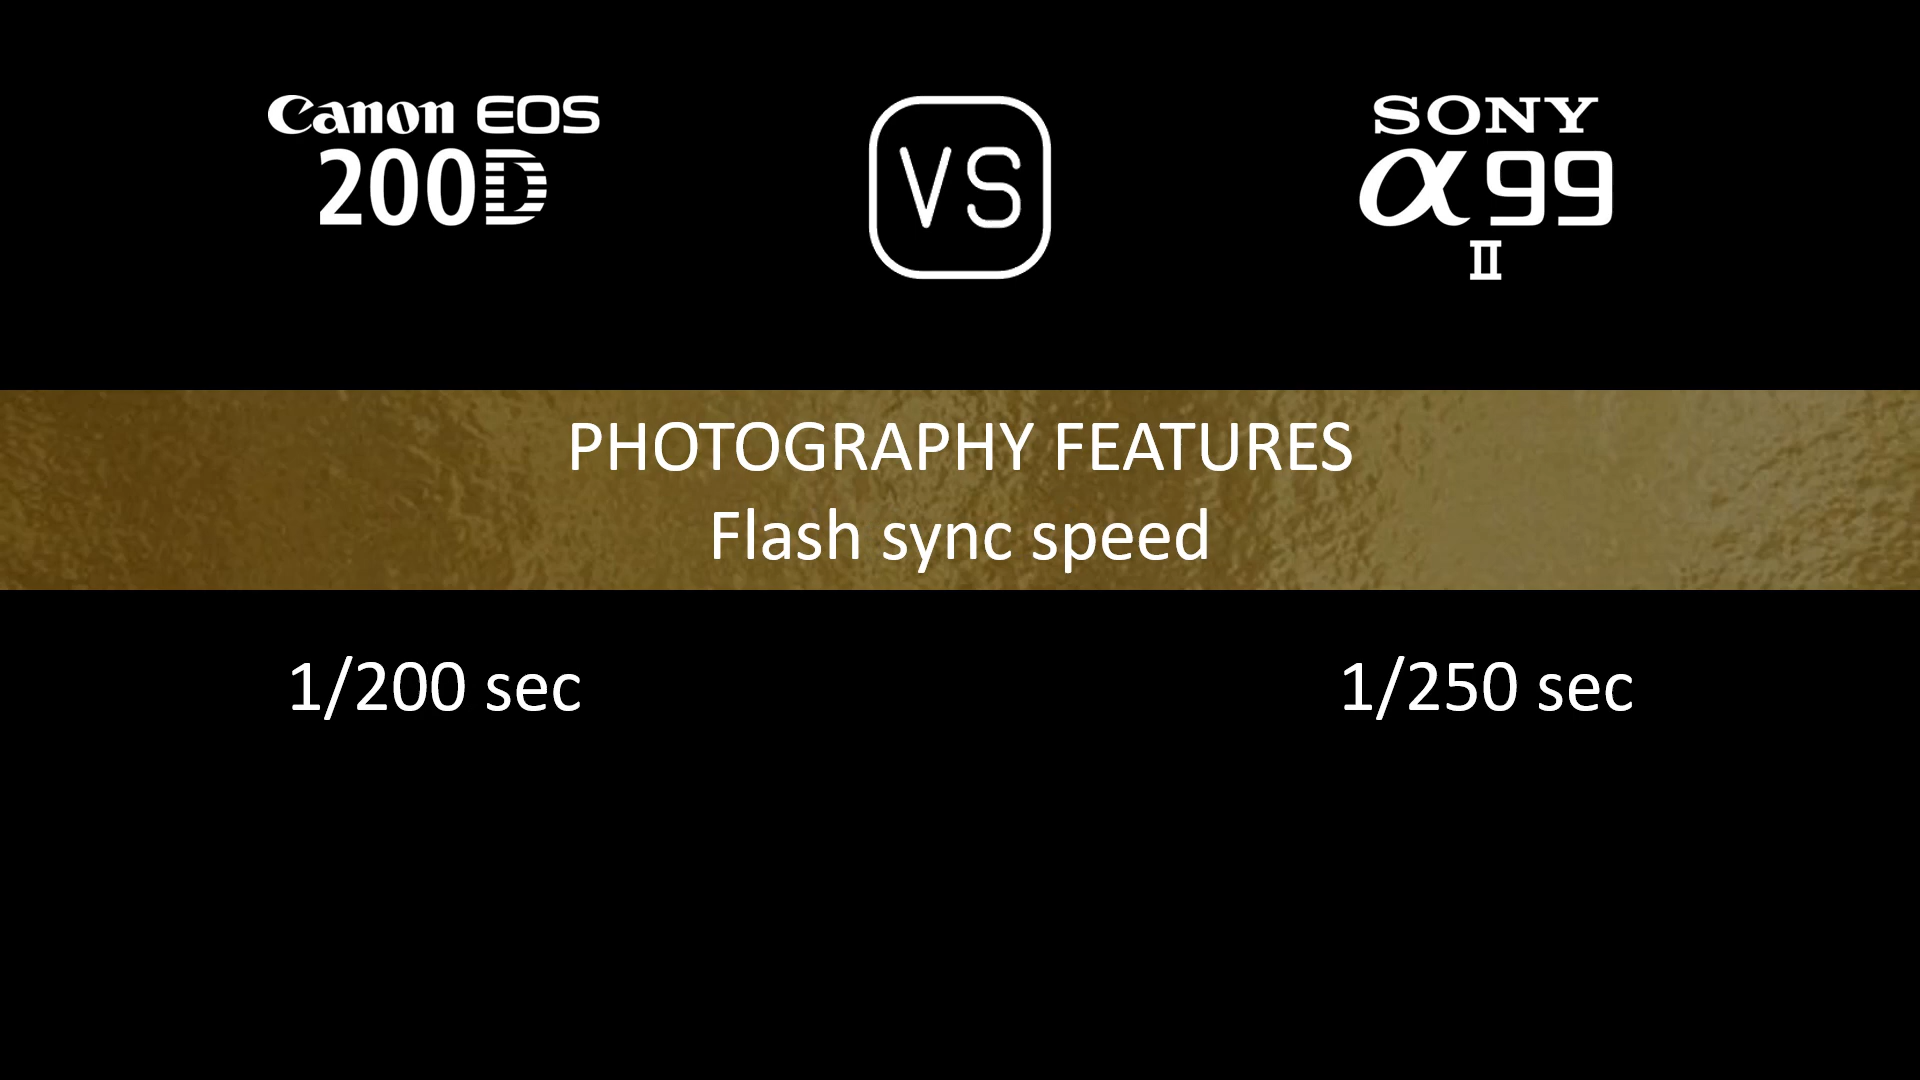 Canon EOS
200D
VS
SONY
α99
II
PHOTOGRAPHY FEATURES
Flash sync speed
1/200 sec
1/250 sec